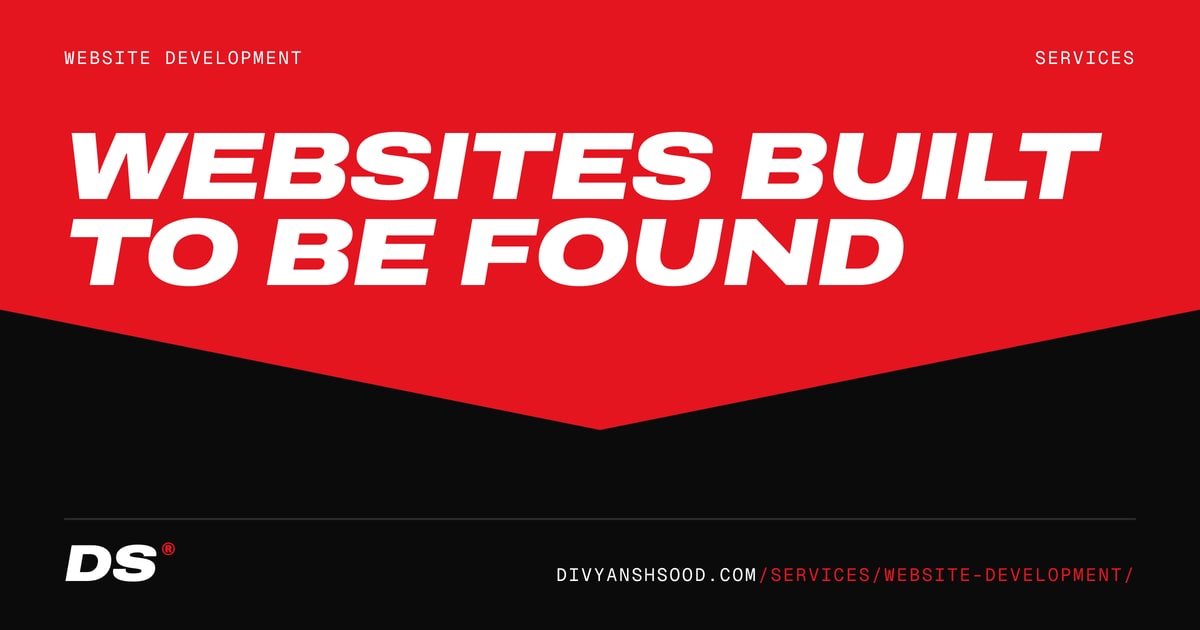 WEBSITE DEVELOPMENT
SERVICES
WEBSITES BUILT
TO BE FOUND
DS®
DIVYANSHSOOD.COM/SERVICES/WEBSITE-DEVELOPMENT/